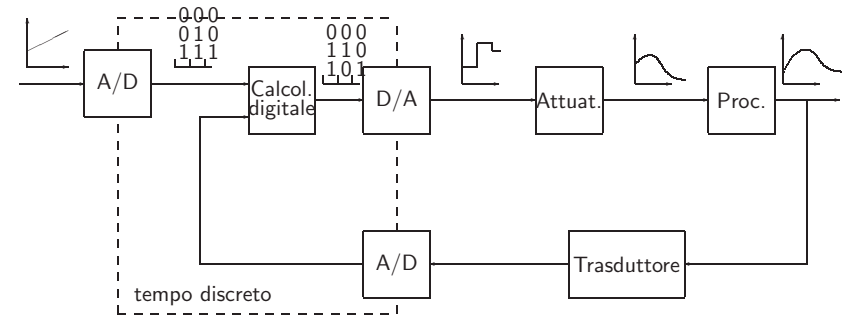 000
010
111
000
110
101
A/D
Calcol.
digitale
D/A
Attuat.
Proc.
A/D
Trasduttore
tempo discreto